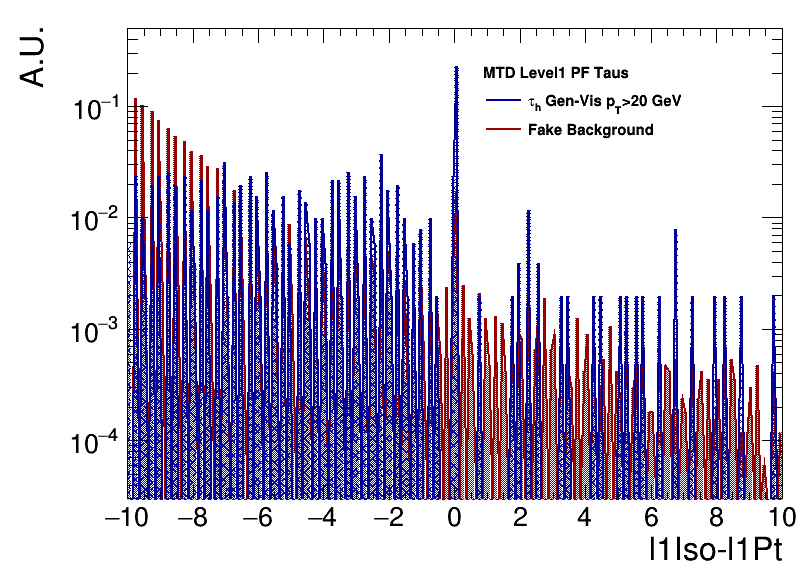 A.U.
MTD Level1 PF Taus
τh Gen-Vis pT>20 GeV
Fake Background
10−1
10−2
10−3
10−4
−10 −8 −6 −4 −2 0 2 4 6 8 10
l1Iso-l1Pt